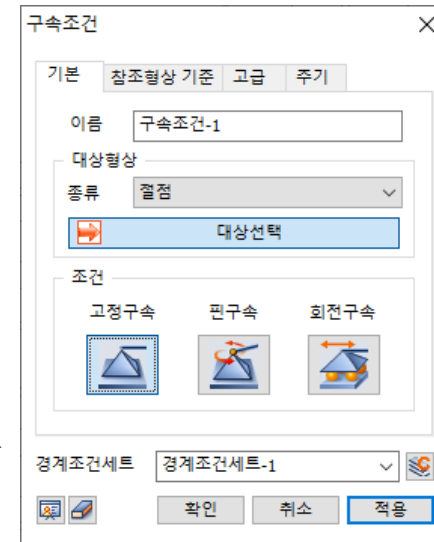 구속조건
기본 참조형상 기준 고급 주기
이름 구속조건-1
대상형상
종류 절점
대상선택
조건
고정구속 핀구속 회전구속
경계조건세트 경계조건세트-1
확인 취소 적용